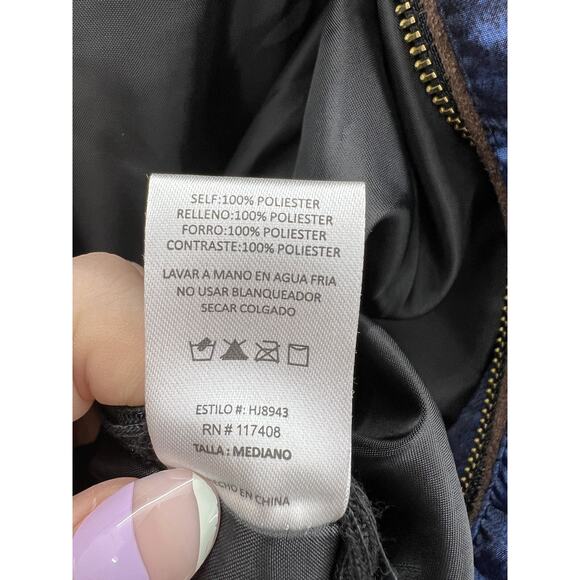 SELF:100% POLIESTER
RELLENO:100% POLIESTER
FORRO:100% POLIESTER
CONTRASTE:100% POLIESTER
LAVAR A MANO EN AGUA FRIA
NO USAR BLANQUEADOR
SECAR COLGADO
ESTILO #: HJ8943
RN # 117408
TALLA : MEDIANO
ECHO EN CHINA